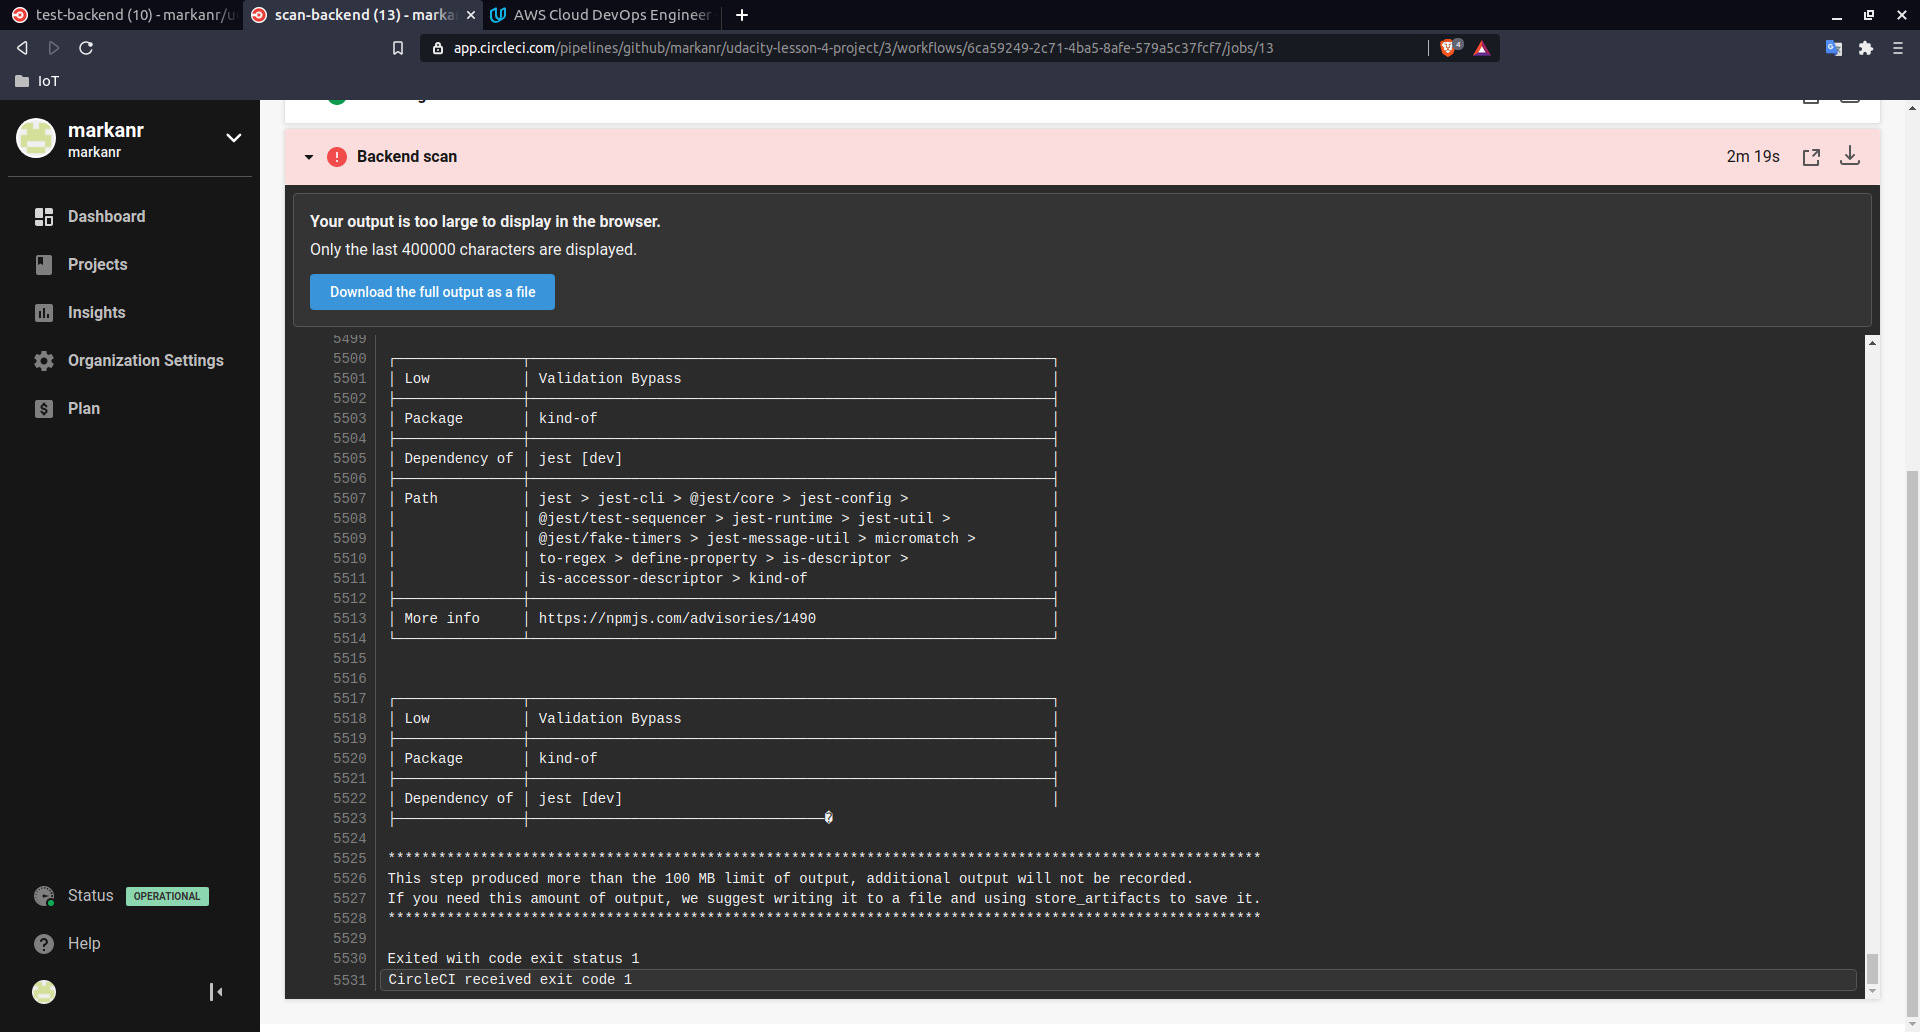 test-backend (10) - markanr/u
scan-backend (13) - marka
AWS Cloud DevOps Engineer
app.circleci.com/pipelines/github/markanr/udacity-lesson-4-project/3/workflows/6ca59249-2c71-4ba5-8afe-579a5c37fcf7/jobs/13
4
IoT
markanr
markanr
Dashboard
Projects
Insights
Organization Settings
Plan
Status OPERATIONAL
Help
Backend scan 2m 19s
Your output is too large to display in the browser.
Only the last 400000 characters are displayed.
Download the full output as a file
5499
5500
5501 Low Validation Bypass
5502
5503 Package kind-of
5504
5505 Dependency of jest [dev]
5506
5507 Path jest > jest-cli > @jest/core > jest-config >
5508 @jest/test-sequencer > jest-runtime > jest-util >
5509 @jest/fake-timers > jest-message-util > micromatch >
5510 to-regex > define-property > is-descriptor >
5511 is-accessor-descriptor > kind-of
5512
5513 More info https://npmjs.com/advisories/1490
5514
5515
5516
5517
5518 Low Validation Bypass
5519
5520 Package kind-of
5521
5522 Dependency of jest [dev]
5523 �
5524
5525 ********************************************************************************************************
5526 This step produced more than the 100 MB limit of output, additional output will not be recorded.
5527 If you need this amount of output, we suggest writing it to a file and using store_artifacts to save it.
5528 ********************************************************************************************************
5529
5530 Exited with code exit status 1
5531 CircleCI received exit code 1